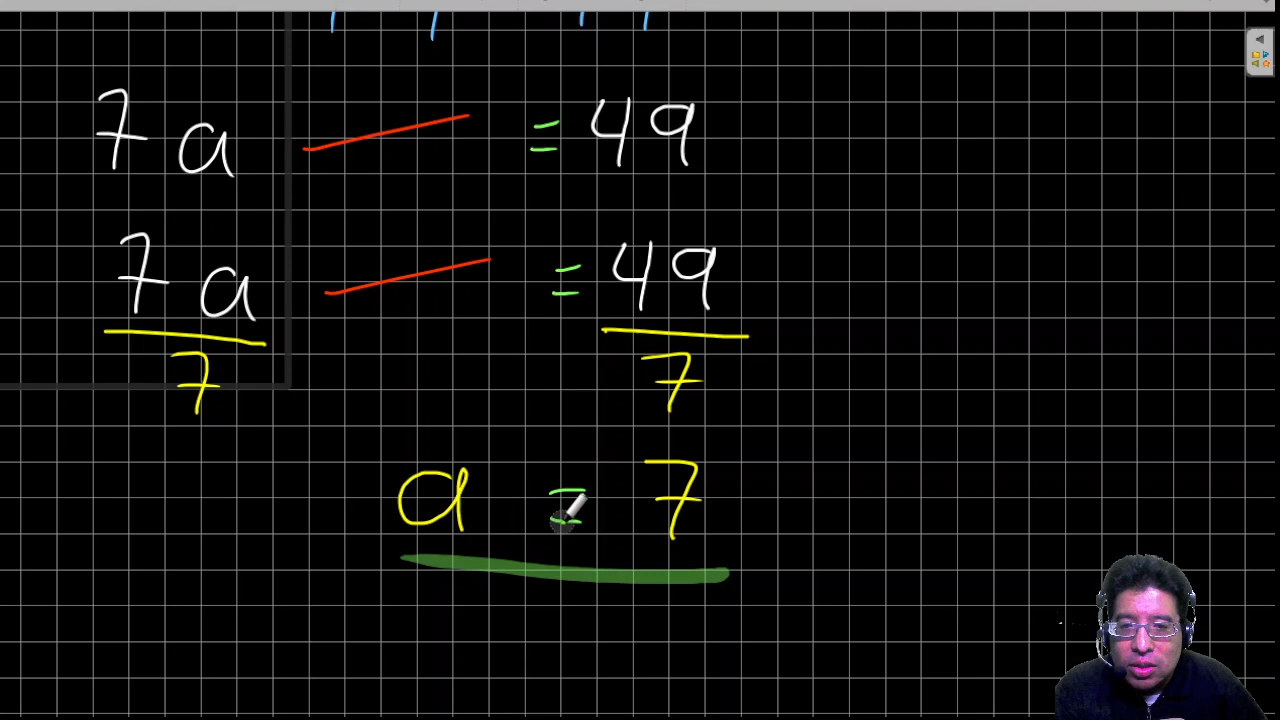 7a = 49
7a = 49
7 7
a = 7